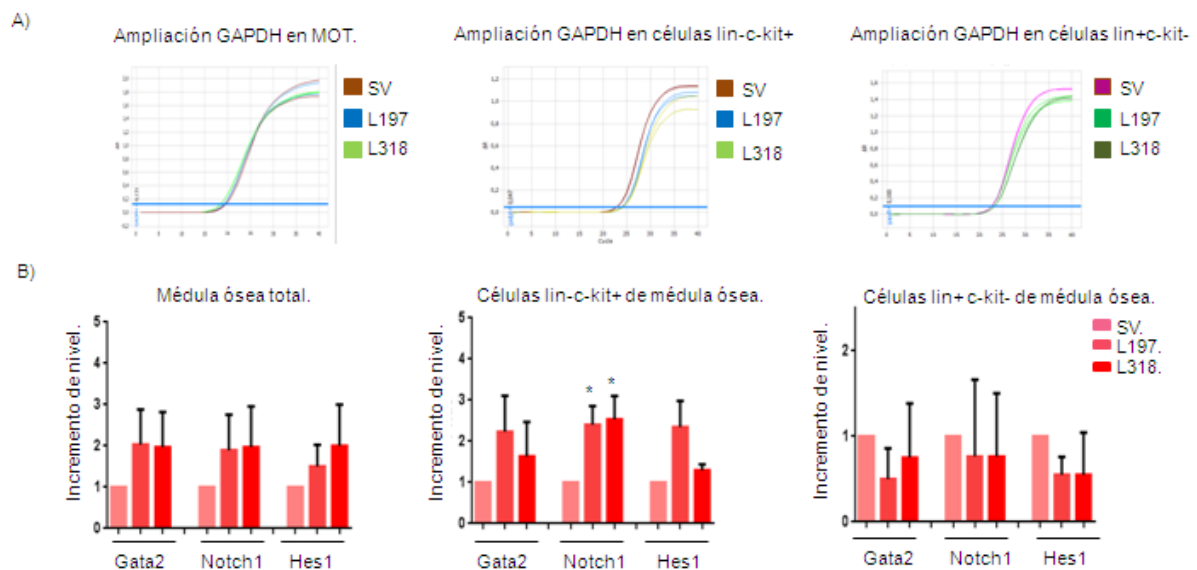 A)
Ampliación GAPDH en MOT.
SV
L197
L318
Ampliación GAPDH en células lin-c-kit+
SV
L197
L318
Cycle
Ampliación GAPDH en células lin+c-kit-
SV
L197
L318
B)
Médula ósea total.
Incremento de nivel.
5
4
3
2
1
0
Gata2 Notch1 Hes1
Células lin-c-kit+ de médula ósea.
Incremento de nivel.
5
4
3
2
1
0
* *
Gata2 Notch1 Hes1
Células lin+ c-kit- de médula ósea.
Incremento de nivel.
2
1
0
SV.
L197.
L318.
Gata2 Notch1 Hes1